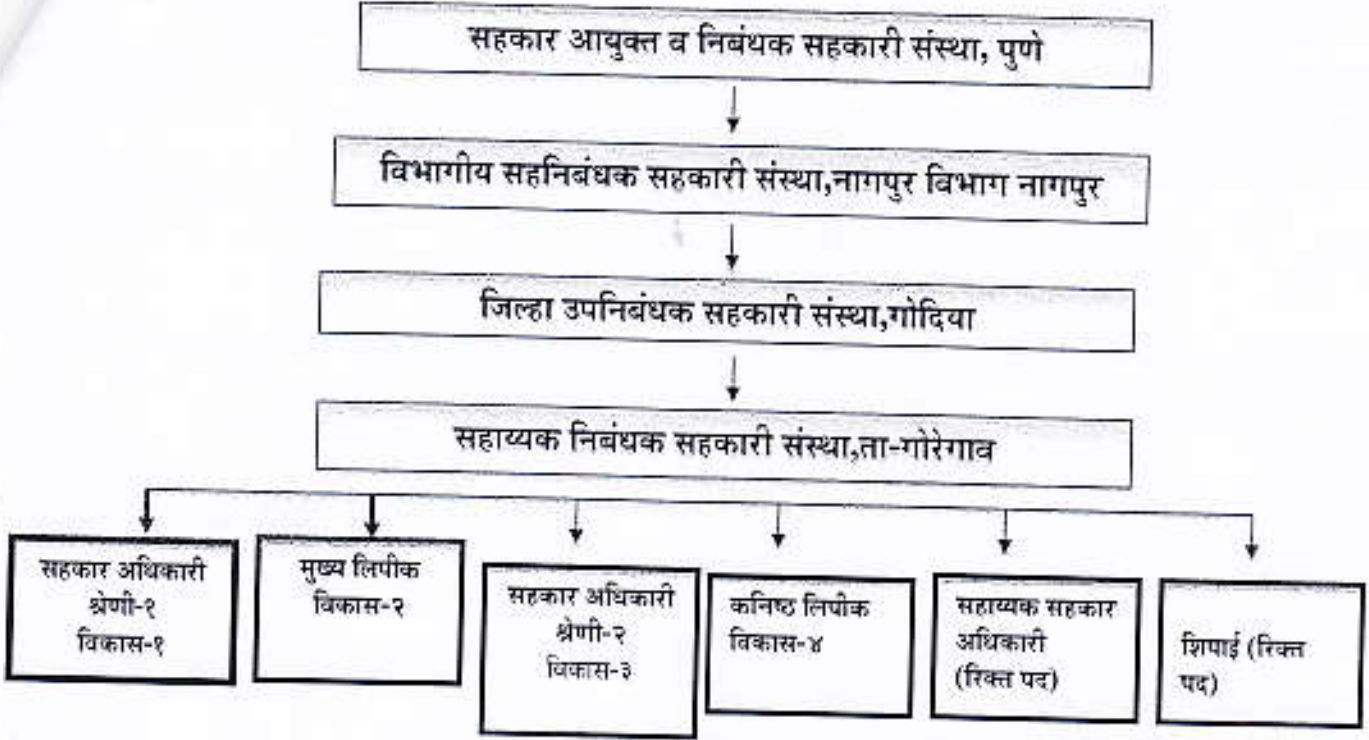 सहकार आयुक्त व निबंधक सहकारी संस्था, पुणे
विभागीय सहनिबंधक सहकारी संस्था,नागपुर विभाग नागपुर
जिल्हा उपनिबंधक सहकारी संस्था,गोदिया
सहाय्यक निबंधक सहकारी संस्था,ता-गोरेगाव
सहकार अधिकारी
श्रेणी-१
विकास-१
मुख्य लिपीक
विकास-२
सहकार अधिकारी
श्रेणी-२
विकास-३
कनिष्ठ लिपीक
विकास-४
सहाय्यक सहकार
अधिकारी
(रिक्त पद)
शिपाई (रिक्त
पद)